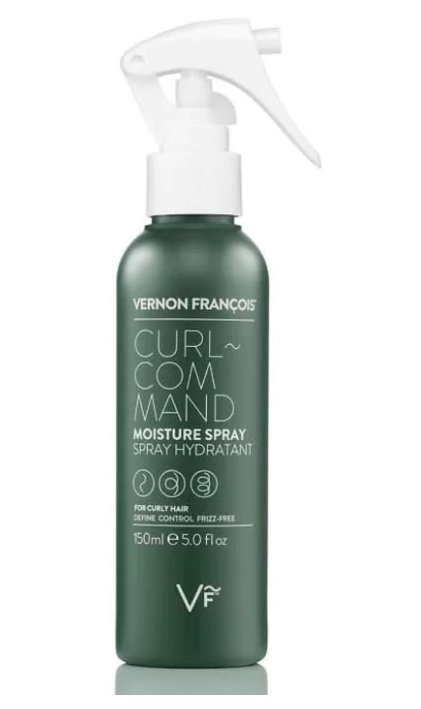 VERNON FRANÇOIS®
CURL~
COM
MAND
MOISTURE SPRAY
SPRAY HYDRATANT
FOR CURLY HAIR
DEFINE CONTROL FRIZZ-FREE
150ml ℮ 5.0 fl oz
VF